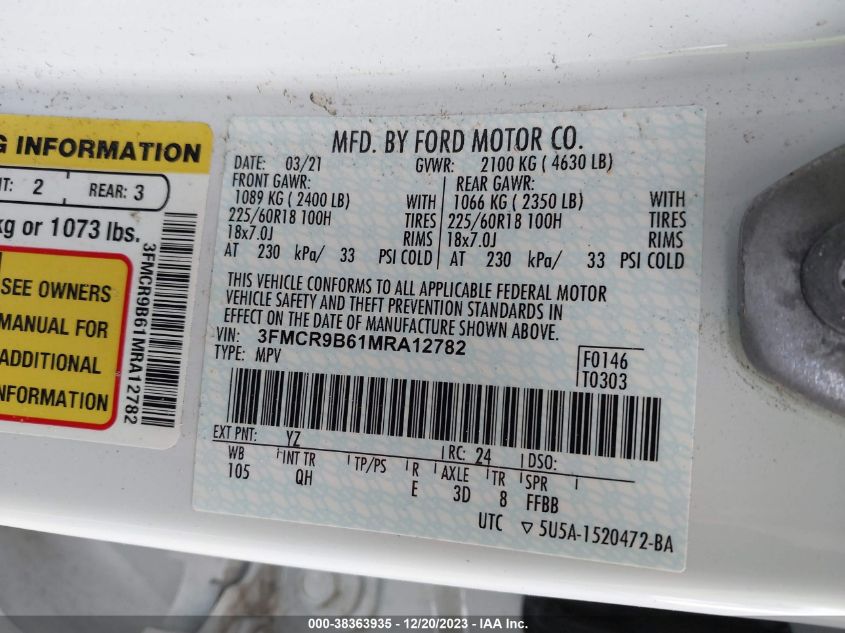 G INFORMATION
NT: 2 REAR: 3
kg or 1073 lbs.
SEE OWNERS
MANUAL FOR
ADDITIONAL
INFORMATION
3FMCR9B61MRA12782
MFD. BY FORD MOTOR CO.
DATE: 03/21 GVWR: 2100 KG ( 4630 LB)
FRONT GAWR: REAR GAWR:
1089 KG ( 2400 LB) WITH 1066 KG ( 2350 LB) WITH
225/60R18 100H TIRES 225/60R18 100H TIRES
18x7.0J RIMS 18x7.0J RIMS
AT 230 kPa/ 33 PSI COLD AT 230 kPa/ 33 PSI COLD
THIS VEHICLE CONFORMS TO ALL APPLICABLE FEDERAL MOTOR
VEHICLE SAFETY AND THEFT PREVENTION STANDARDS IN
EFFECT ON THE DATE OF MANUFACTURE SHOWN ABOVE.
VIN: 3FMCR9B61MRA12782
TYPE: MPV
F0146
T0303
EXT PNT: YZ RC: 24 DSO:
WB INT TR TP/PS R AXLE TR SPR
105 QH E 3D 8 FFBB
UTC ▽ 5U5A-1520472-BA
000-38363935 - 12/20/2023 - IAA Inc.